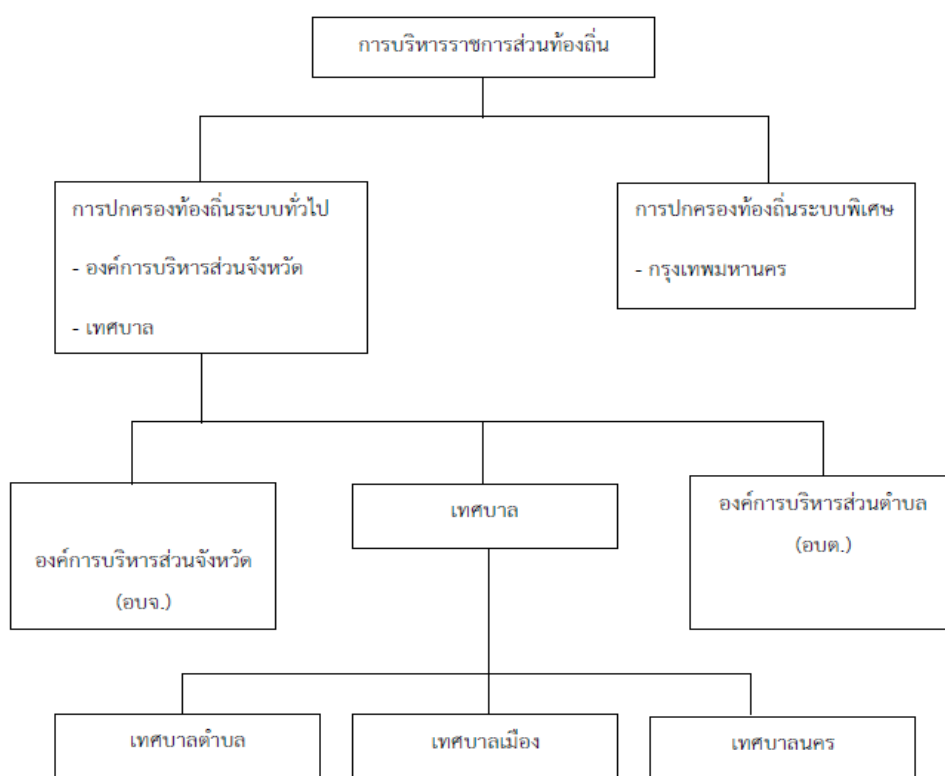 การบริหารราชการส่วนท้องถิ่น
การปกครองท้องถิ่นระบบทั่วไป
- องค์การบริหารส่วนจังหวัด
- เทศบาล
การปกครองท้องถิ่นระบบพิเศษ
- กรุงเทพมหานคร
องค์การบริหารส่วนจังหวัด
(อบจ.)
เทศบาล
องค์การบริหารส่วนตำบล
(อบต.)
เทศบาลตำบล
เทศบาลเมือง
เทศบาลนคร